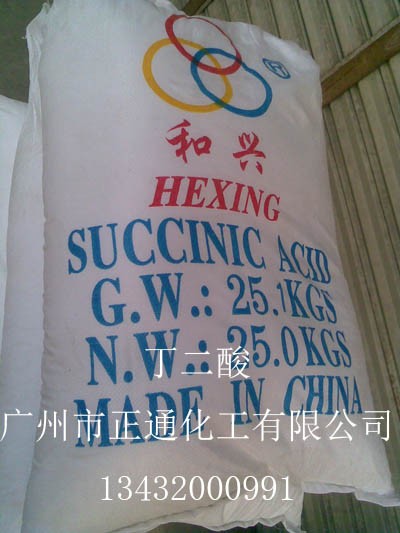 和兴
HEXING
SUCCINIC ACID
G.W.: 25.1KGS
N.W.: 25.0KGS
丁二酸
MADE IN CHINA
广州市正通化工有限公司
13432000991